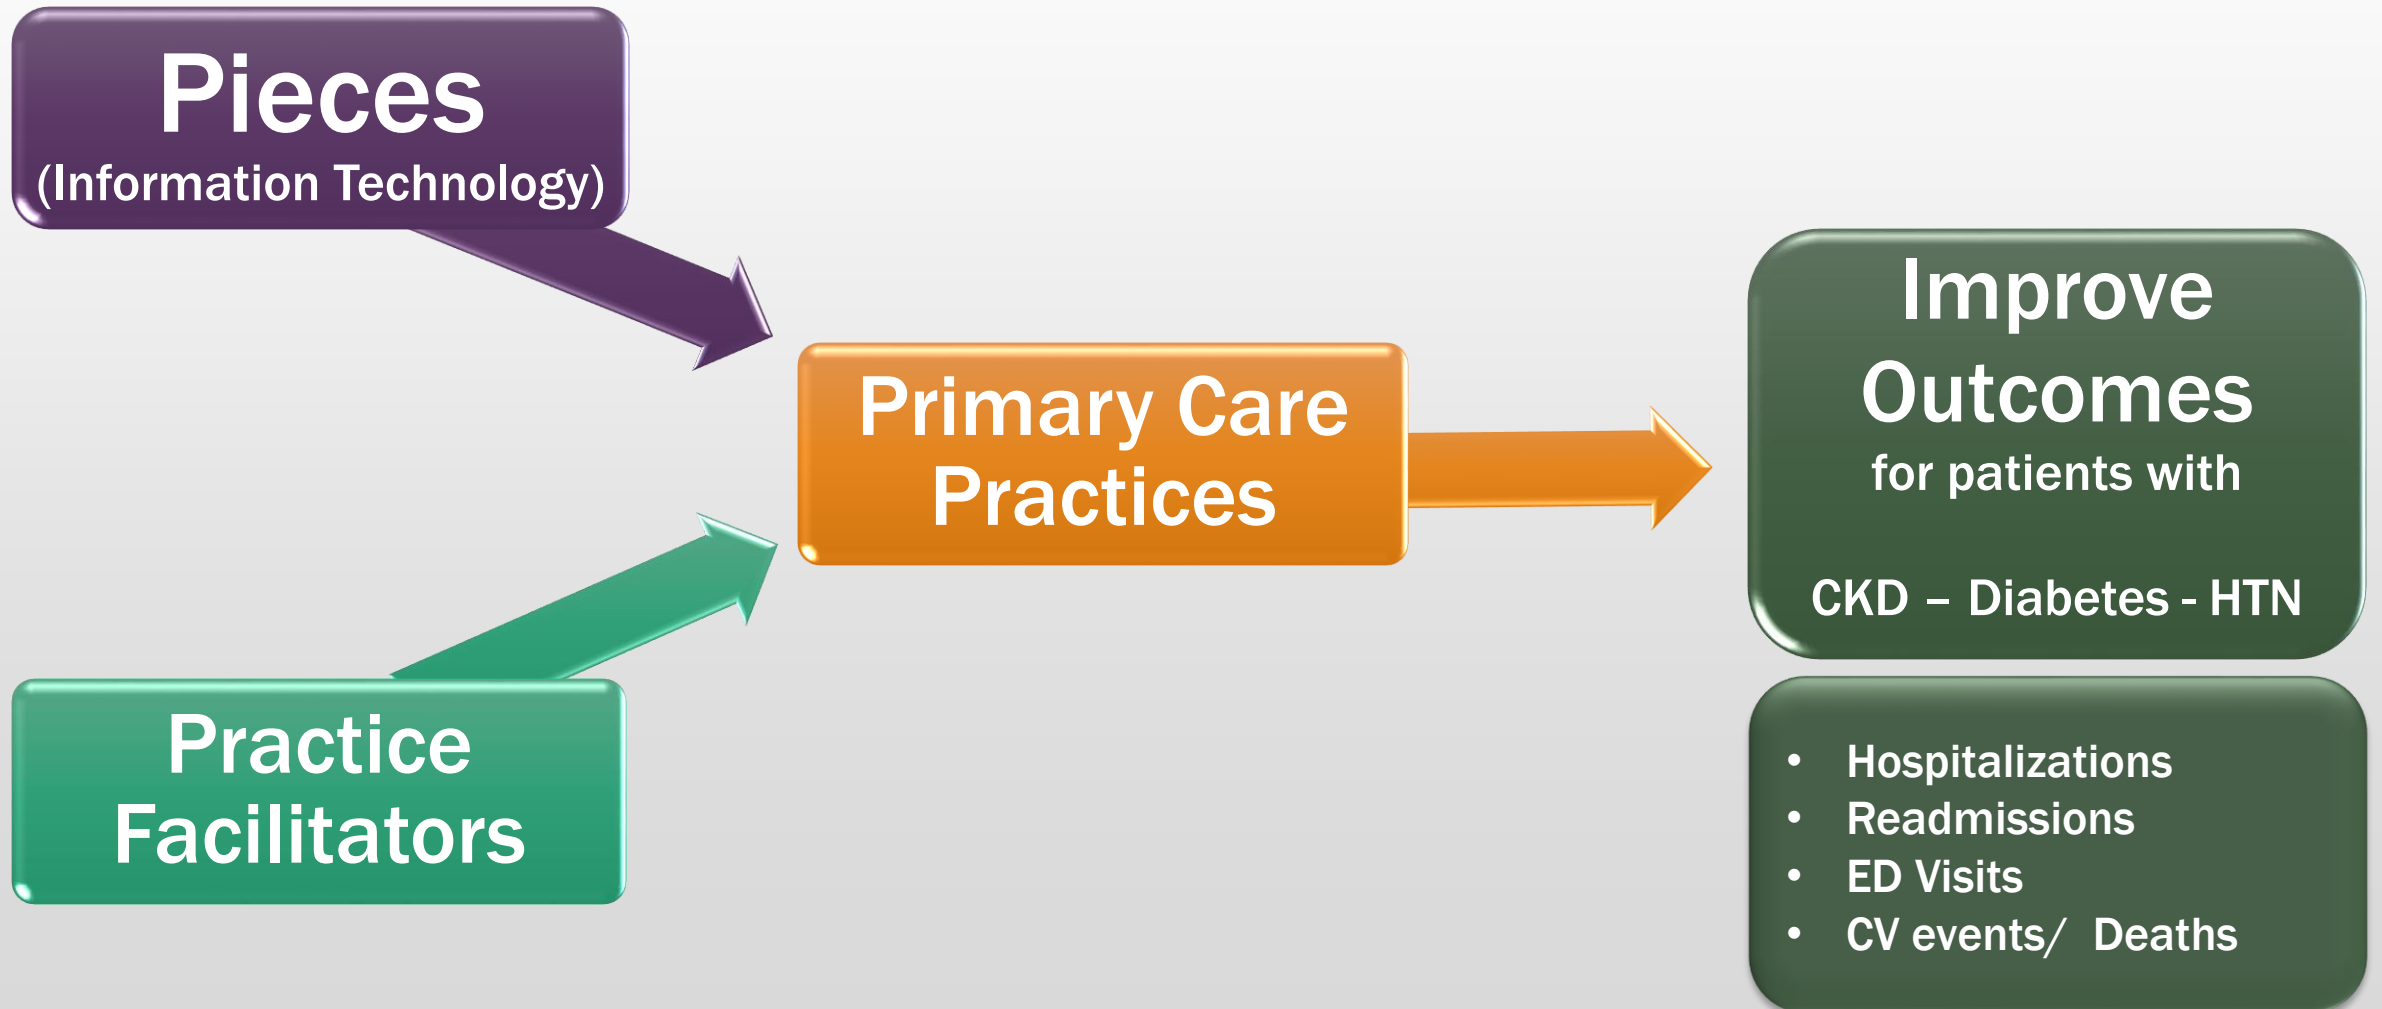 Pieces
(Information Technology)
Primary Care
Practices
Practice
Facilitators
Improve
Outcomes
for patients with
CKD – Diabetes - HTN
• Hospitalizations
• Readmissions
• ED Visits
• CV events/ Deaths